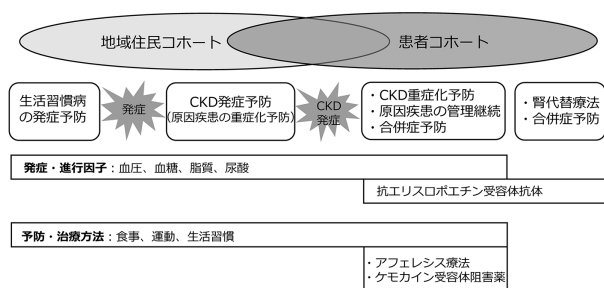 地域住民コホート
患者コホート
生活習慣病
の発症予防
発症
CKD発症予防
(原因疾患の重症化予防)
CKD
発症
・CKD重症化予防
・原因疾患の管理継続
・合併症予防
・腎代替療法
・合併症予防
発症・進行因子：血圧、血糖、脂質、尿酸
抗エリスロポエチン受容体抗体
予防・治療方法：食事、運動、生活習慣
・アフェレシス療法
・ケモカイン受容体阻害薬